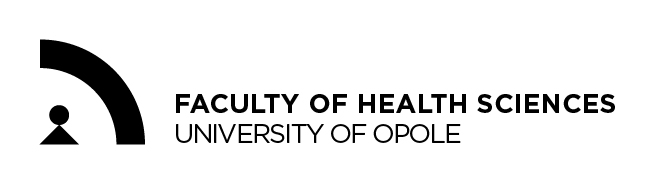 FACULTY OF HEALTH SCIENCES
UNIVERSITY OF OPOLE